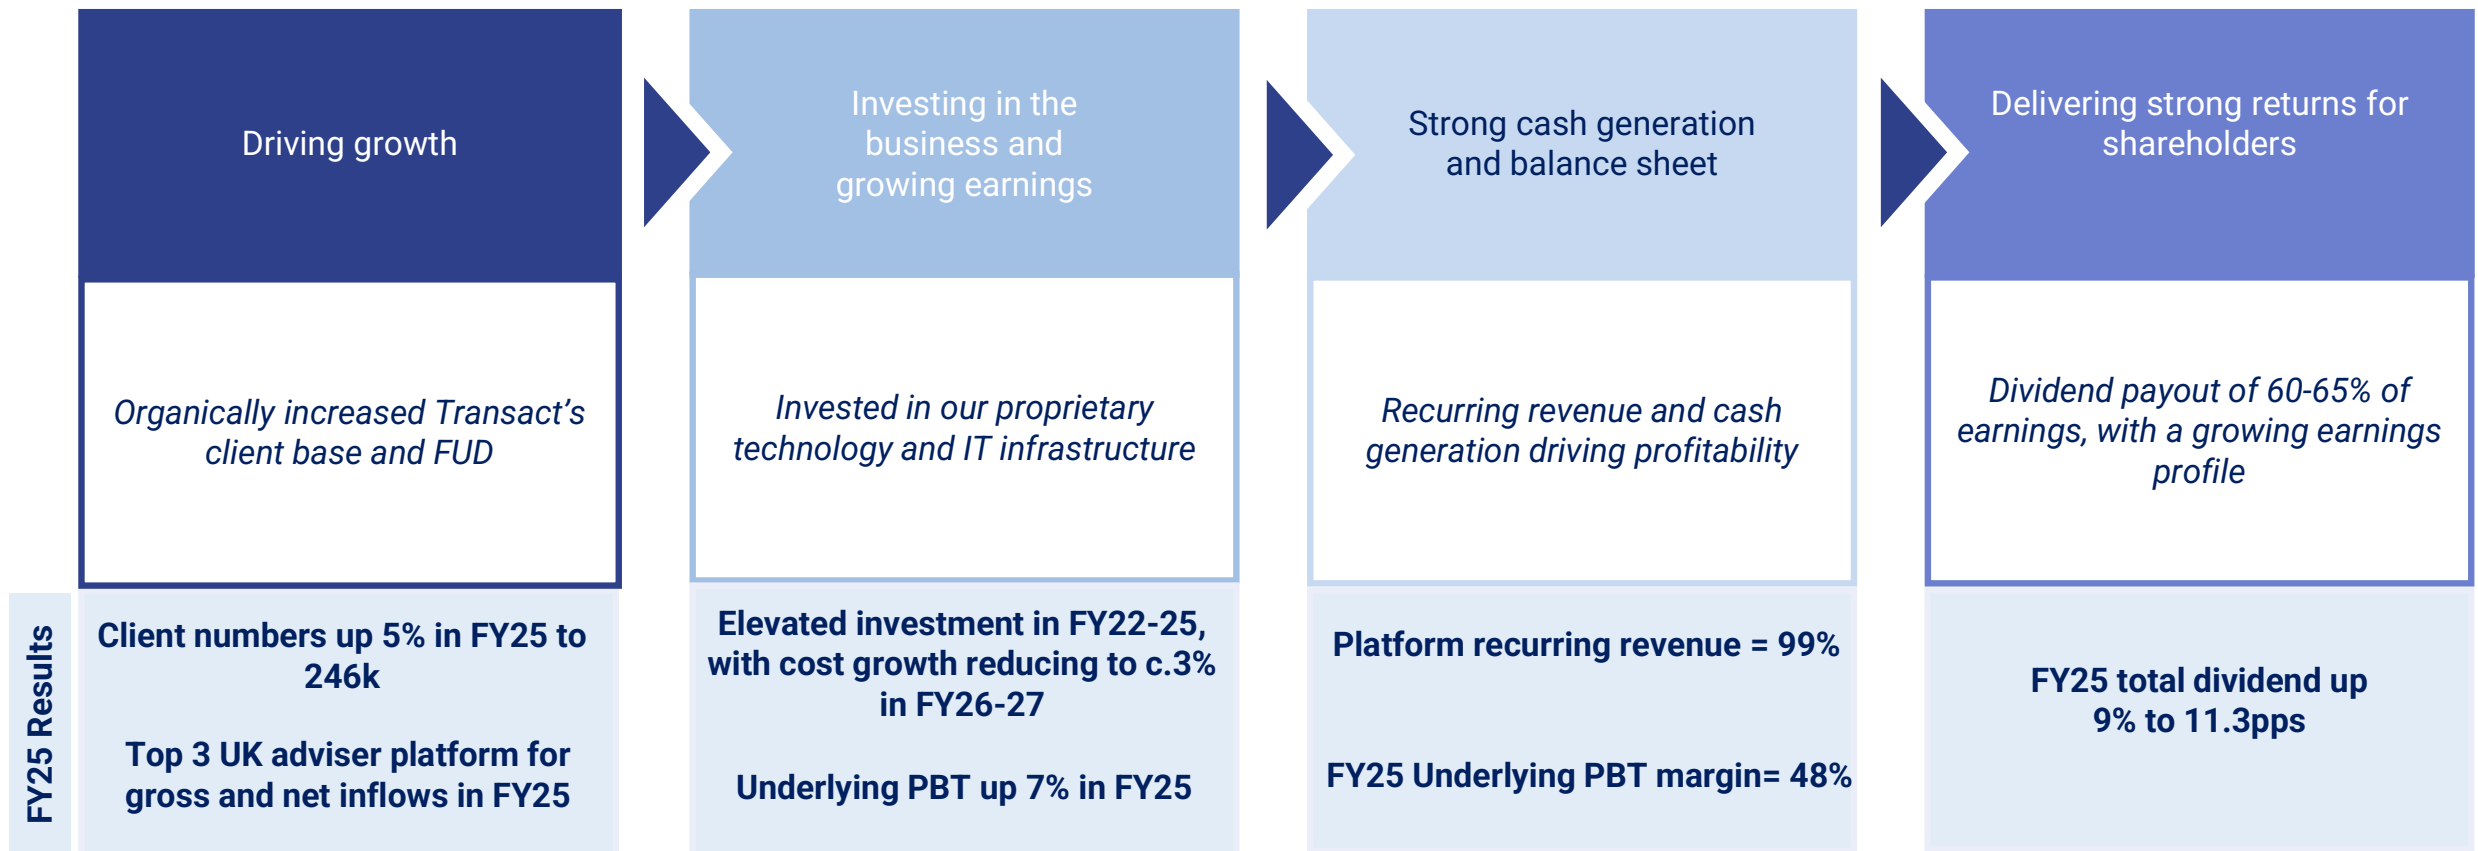 Driving growth
Investing in the
business and
growing earnings
Strong cash generation
and balance sheet
Delivering strong returns for
shareholders
Organically increased Transact's
client base and FUD
Invested in our proprietary
technology and IT infrastructure
Recurring revenue and cash
generation driving profitability
Dividend payout of 60-65% of
earnings, with a growing earnings
profile
FY25 Results
Client numbers up 5% in FY25 to
246k
Top 3 UK adviser platform for
gross and net inflows in FY25
Elevated investment in FY22-25,
with cost growth reducing to c.3%
in FY26-27
Underlying PBT up 7% in FY25
Platform recurring revenue = 99%
FY25 Underlying PBT margin= 48%
FY25 total dividend up
9% to 11.3pps